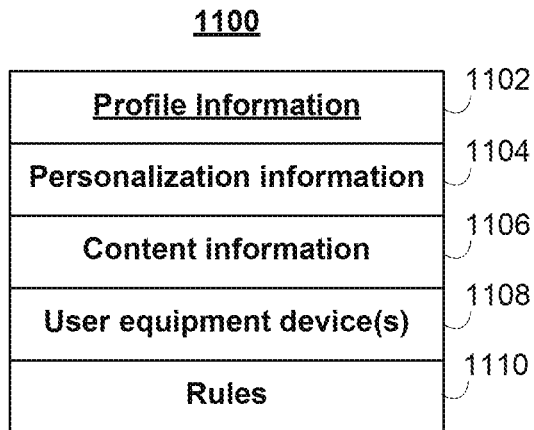 1100
Profile Information 1102
Personalization information 1104
Content information 1106
User equipment device(s) 1108
Rules 1110